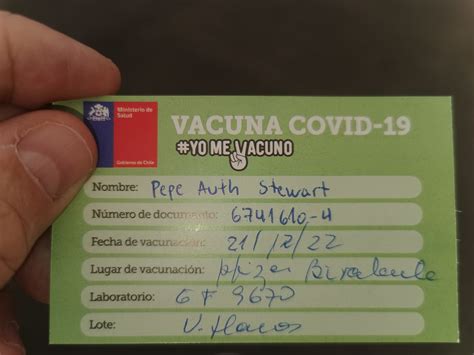 Ministerio de
Salud
Gobierno de Chile
VACUNA COVID-19
#YO ME VACUNO
Nombre: Pepe Auth Stewart
Número de documento: 6741610-4
Fecha de vacunación: 21/12/22
Lugar de vacunación: pfizer Bivalente
Laboratorio: GF 9670
Lote: